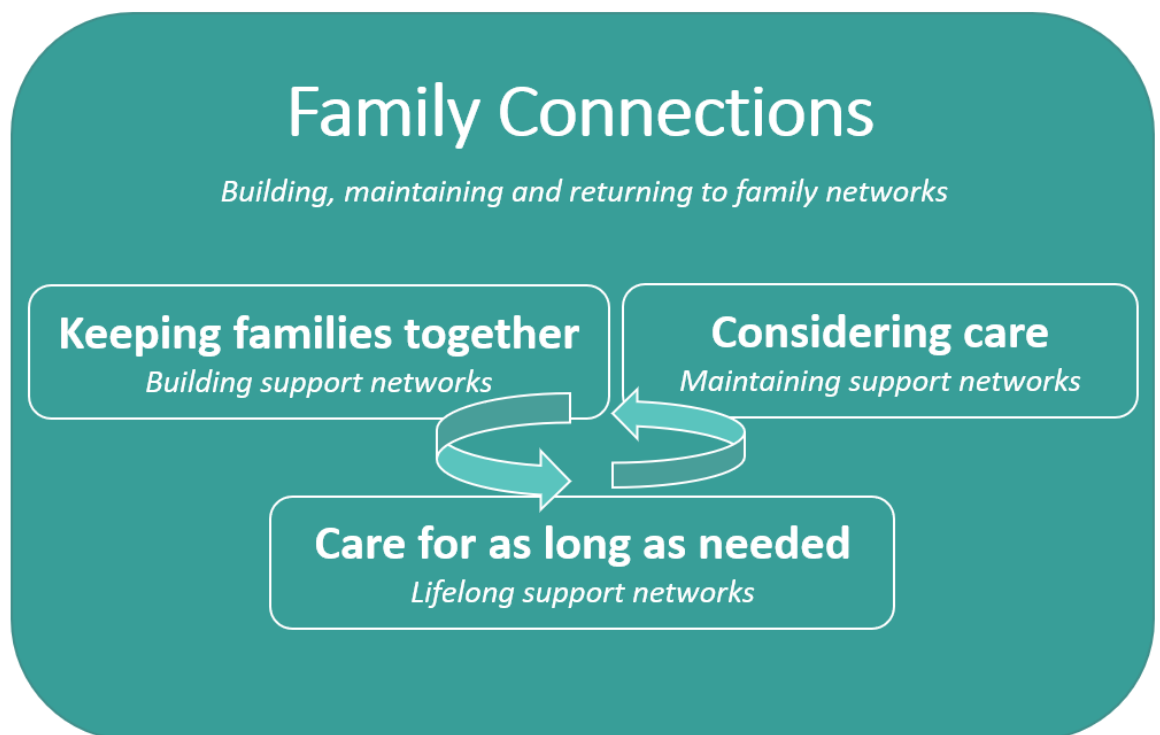 Family Connections
Building, maintaining and returning to family networks
Keeping families together
Building support networks
Considering care
Maintaining support networks
Care for as long as needed
Lifelong support networks